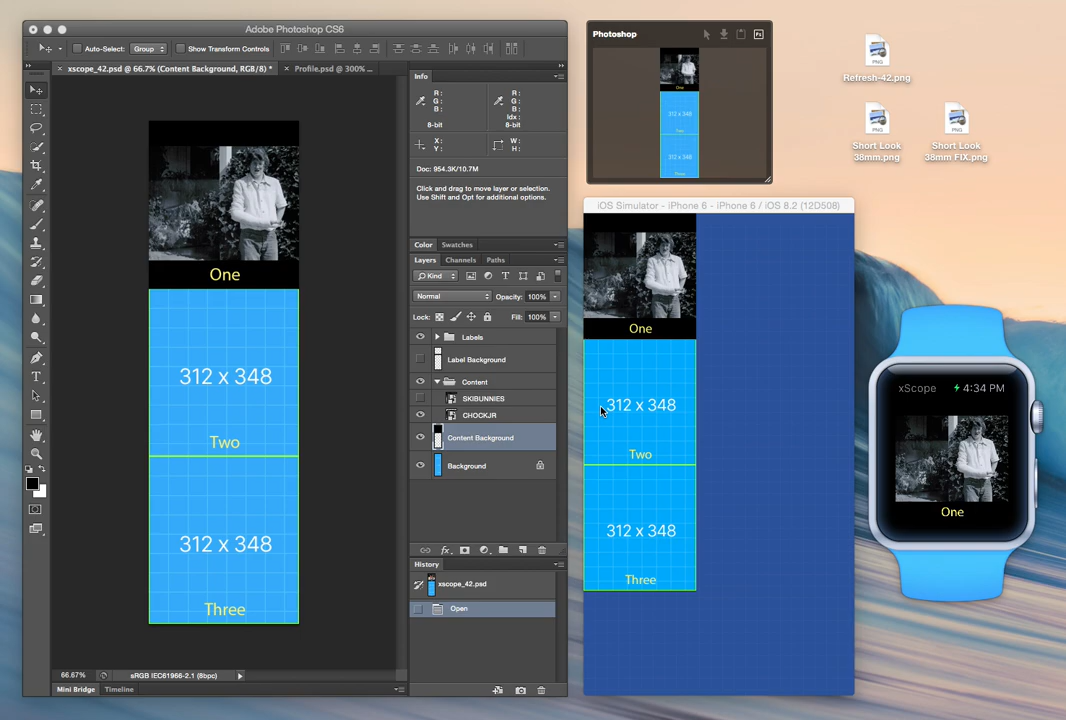 Adobe Photoshop CS6
Auto-Select: Group Show Transform Controls
xscope_42.psd @ 66.7% (Content Background, RGB/8) * Profile.psd @ 300% ...
One
312 x 348
Two
312 x 348
Three
66.67% sRGB IEC61966-2.1 (8bpc)
Mini Bridge Timeline
Info
R:
G:
B:
8-bit
R:
G:
B:
Idx:
8-bit
X:
Y:
W:
H:
Doc: 954.3K/10.7M
Click and drag to move layer or selection.
Use Shift and Opt for additional options.
Color Swatches
Layers Channels Paths
Kind
Normal Opacity: 100%
Lock: Fill: 100%
Labels
Label Background
Content
SKIBUNNIES
CHOCKJR
Content Background
Background
fx
History
xscope_42.psd
Open
Photoshop
Ps
One
312 x 348
Two
312 x 348
Three
iOS Simulator - iPhone 6 - iPhone 6 / iOS 8.2 (12D508)
One
312 x 348
Two
312 x 348
Three
PNG
Refresh-42.png
PNG
Short Look
38mm.png
PNG
Short Look
38mm FIX.png
xScope 4:34 PM
One